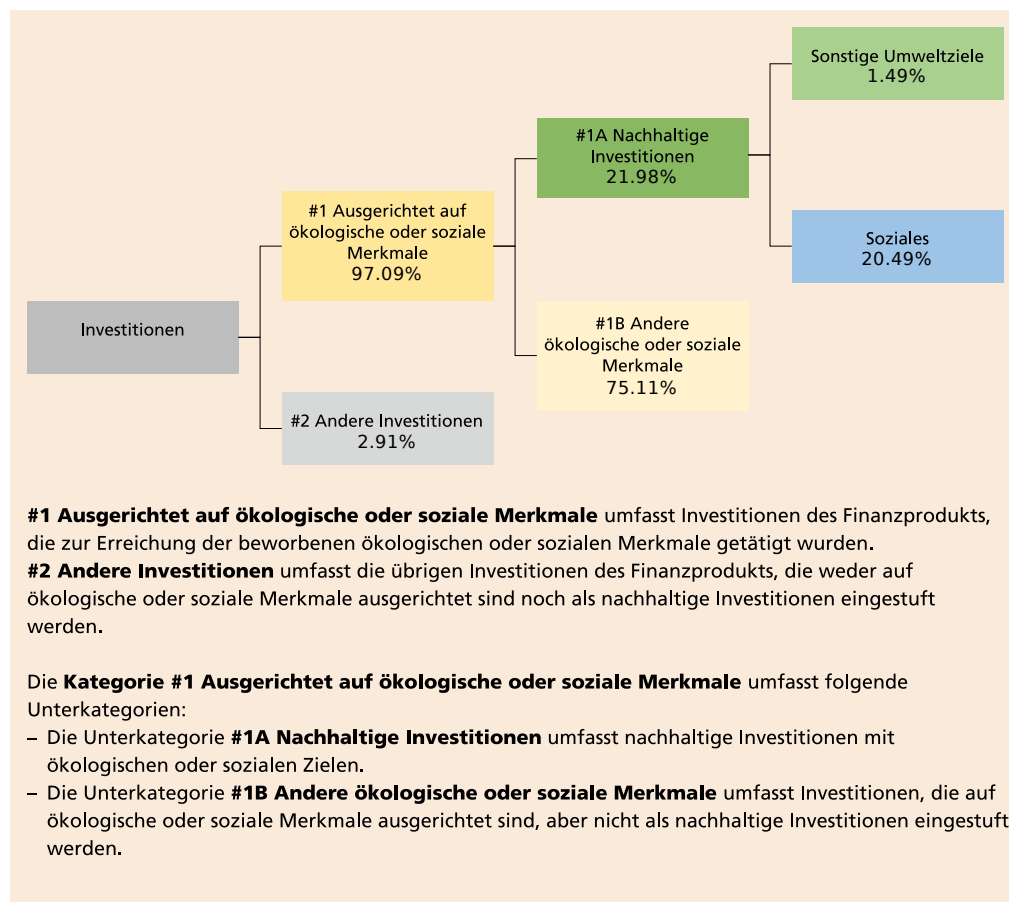 Sonstige Umweltziele
1.49%
#1A Nachhaltige
Investitionen
21.98%
#1 Ausgerichtet auf
ökologische oder soziale
Merkmale
97.09%
Soziales
20.49%
Investitionen
#1B Andere
ökologische oder soziale
Merkmale
75.11%
#2 Andere Investitionen
2.91%
#1 Ausgerichtet auf ökologische oder soziale Merkmale umfasst Investitionen des Finanzprodukts,
die zur Erreichung der beworbenen ökologischen oder sozialen Merkmale getätigt wurden.
#2 Andere Investitionen umfasst die übrigen Investitionen des Finanzprodukts, die weder auf
ökologische oder soziale Merkmale ausgerichtet sind noch als nachhaltige Investitionen eingestuft
werden.
Die Kategorie #1 Ausgerichtet auf ökologische oder soziale Merkmale umfasst folgende
Unterkategorien:
– Die Unterkategorie #1A Nachhaltige Investitionen umfasst nachhaltige Investitionen mit
ökologischen oder sozialen Zielen.
– Die Unterkategorie #1B Andere ökologische oder soziale Merkmale umfasst Investitionen, die auf
ökologische oder soziale Merkmale ausgerichtet sind, aber nicht als nachhaltige Investitionen eingestuft
werden.